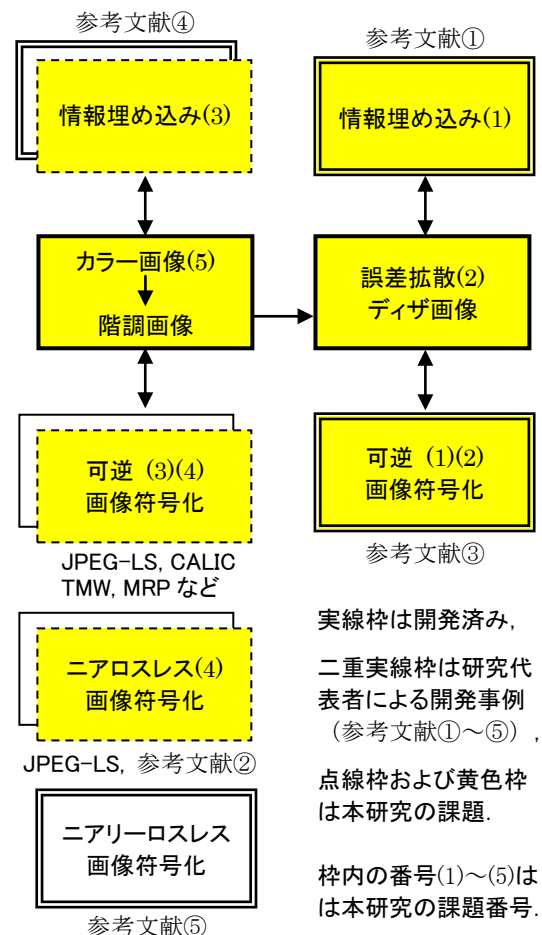 参考文献④
情報埋め込み(3)
参考文献①
情報埋め込み(1)
カラー画像(5)
階調画像
誤差拡散(2)
ディザ画像
可逆 (3)(4)
画像符号化
JPEG-LS, CALIC
TMW, MRP など
可逆 (1)(2)
画像符号化
参考文献③
ニアロスレス(4)
画像符号化
JPEG-LS, 参考文献②
ニアリーロスレス
画像符号化
参考文献⑤
実線枠は開発済み,
二重実線枠は研究代
表者による開発事例
(参考文献①~⑤),
点線枠および黄色枠
は本研究の課題.
枠内の番号(1)~(5)は
は本研究の課題番号.